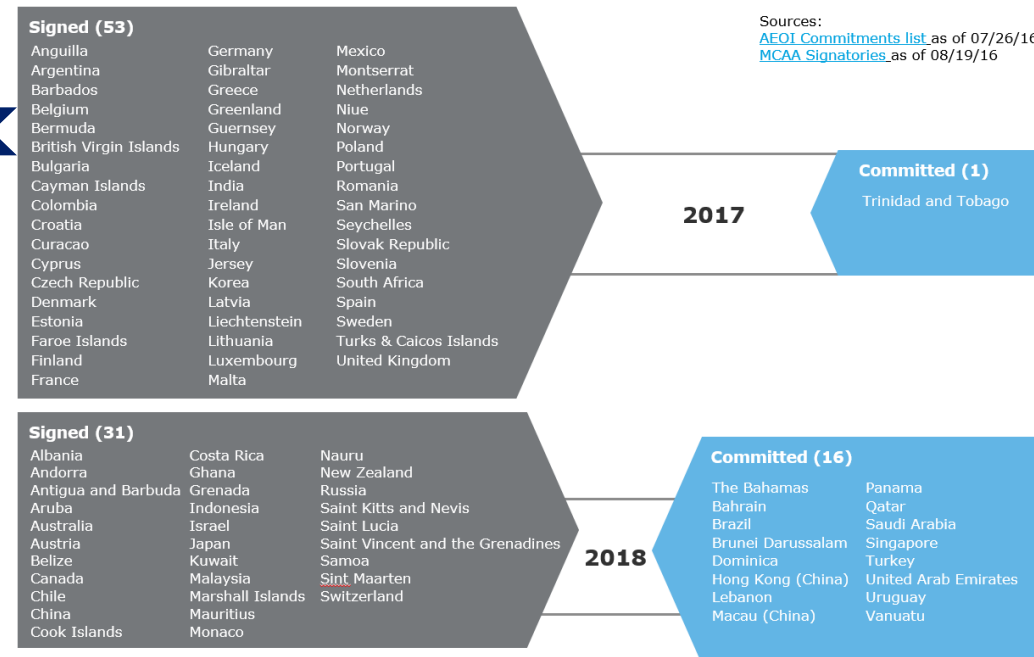 Signed (53)
Anguilla
Argentina
Barbados
Belgium
Bermuda
British Virgin Islands
Bulgaria
Cayman Islands
Colombia
Croatia
Curacao
Cyprus
Czech Republic
Denmark
Estonia
Faroe Islands
Finland
France
Germany
Gibraltar
Greece
Greenland
Guernsey
Hungary
Iceland
India
Ireland
Isle of Man
Italy
Jersey
Korea
Latvia
Liechtenstein
Lithuania
Luxembourg
Malta
Mexico
Montserrat
Netherlands
Niue
Norway
Poland
Portugal
Romania
San Marino
Seychelles
Slovak Republic
Slovenia
South Africa
Spain
Sweden
Turks & Caicos Islands
United Kingdom
Sources:
AEOI Commitments list as of 07/26/16
MCAA Signatories as of 08/19/16
2017
Committed (1)
Trinidad and Tobago
Signed (31)
Albania
Andorra
Antigua and Barbuda
Aruba
Australia
Austria
Belize
Canada
Chile
China
Cook Islands
Costa Rica
Ghana
Grenada
Indonesia
Israel
Japan
Kuwait
Malaysia
Marshall Islands
Mauritius
Monaco
Nauru
New Zealand
Russia
Saint Kitts and Nevis
Saint Lucia
Saint Vincent and the Grenadines
Samoa
Sint Maarten
Switzerland
2018
Committed (16)
The Bahamas
Bahrain
Brazil
Brunei Darussalam
Dominica
Hong Kong (China)
Lebanon
Macau (China)
Panama
Qatar
Saudi Arabia
Singapore
Turkey
United Arab Emirates
Uruguay
Vanuatu